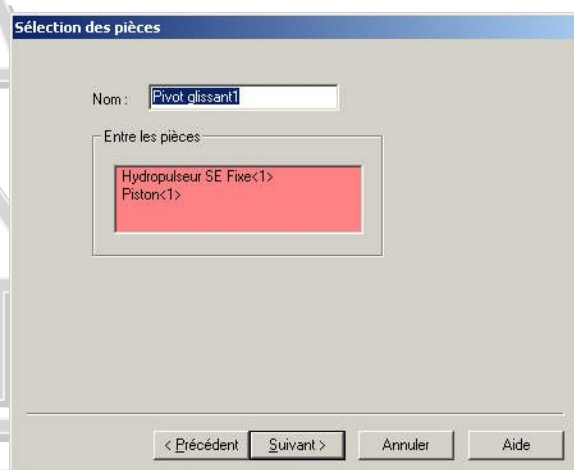 Sélection des pièces
Nom : Pivot glissant1
Entre les pièces
Hydropulseur SE Fixe<1>
Piston<1>
< Précédent Suivant > Annuler Aide